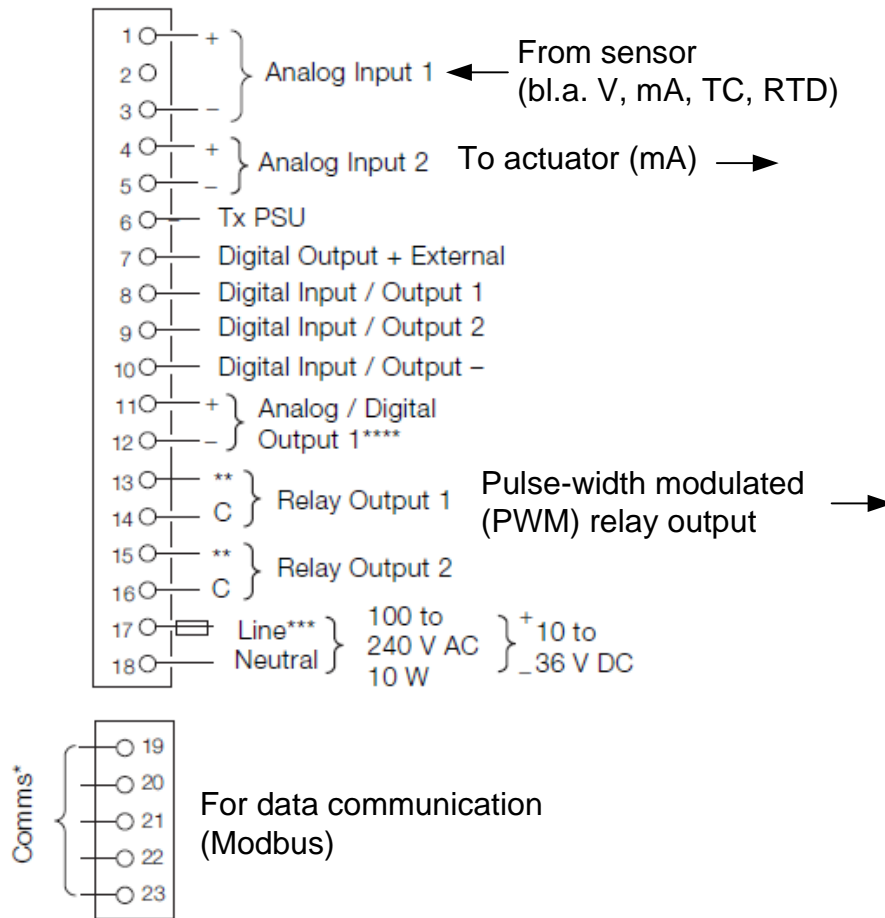 1 +
2 Analog Input 1
3 –
From sensor
(bl.a. V, mA, TC, RTD)
4 +
Analog Input 2
5 –
To actuator (mA)
6 Tx PSU
7 Digital Output + External
8 Digital Input / Output 1
9 Digital Input / Output 2
10 Digital Input / Output –
11 + Analog / Digital
12 – Output 1****
13 **
Relay Output 1
14 C
Pulse-width modulated
(PWM) relay output
15 **
Relay Output 2
16 C
17 Line***
18 Neutral
100 to
240 V AC
10 W
+ 10 to
– 36 V DC
Comms*
19
20
21
22
23
For data communication
(Modbus)